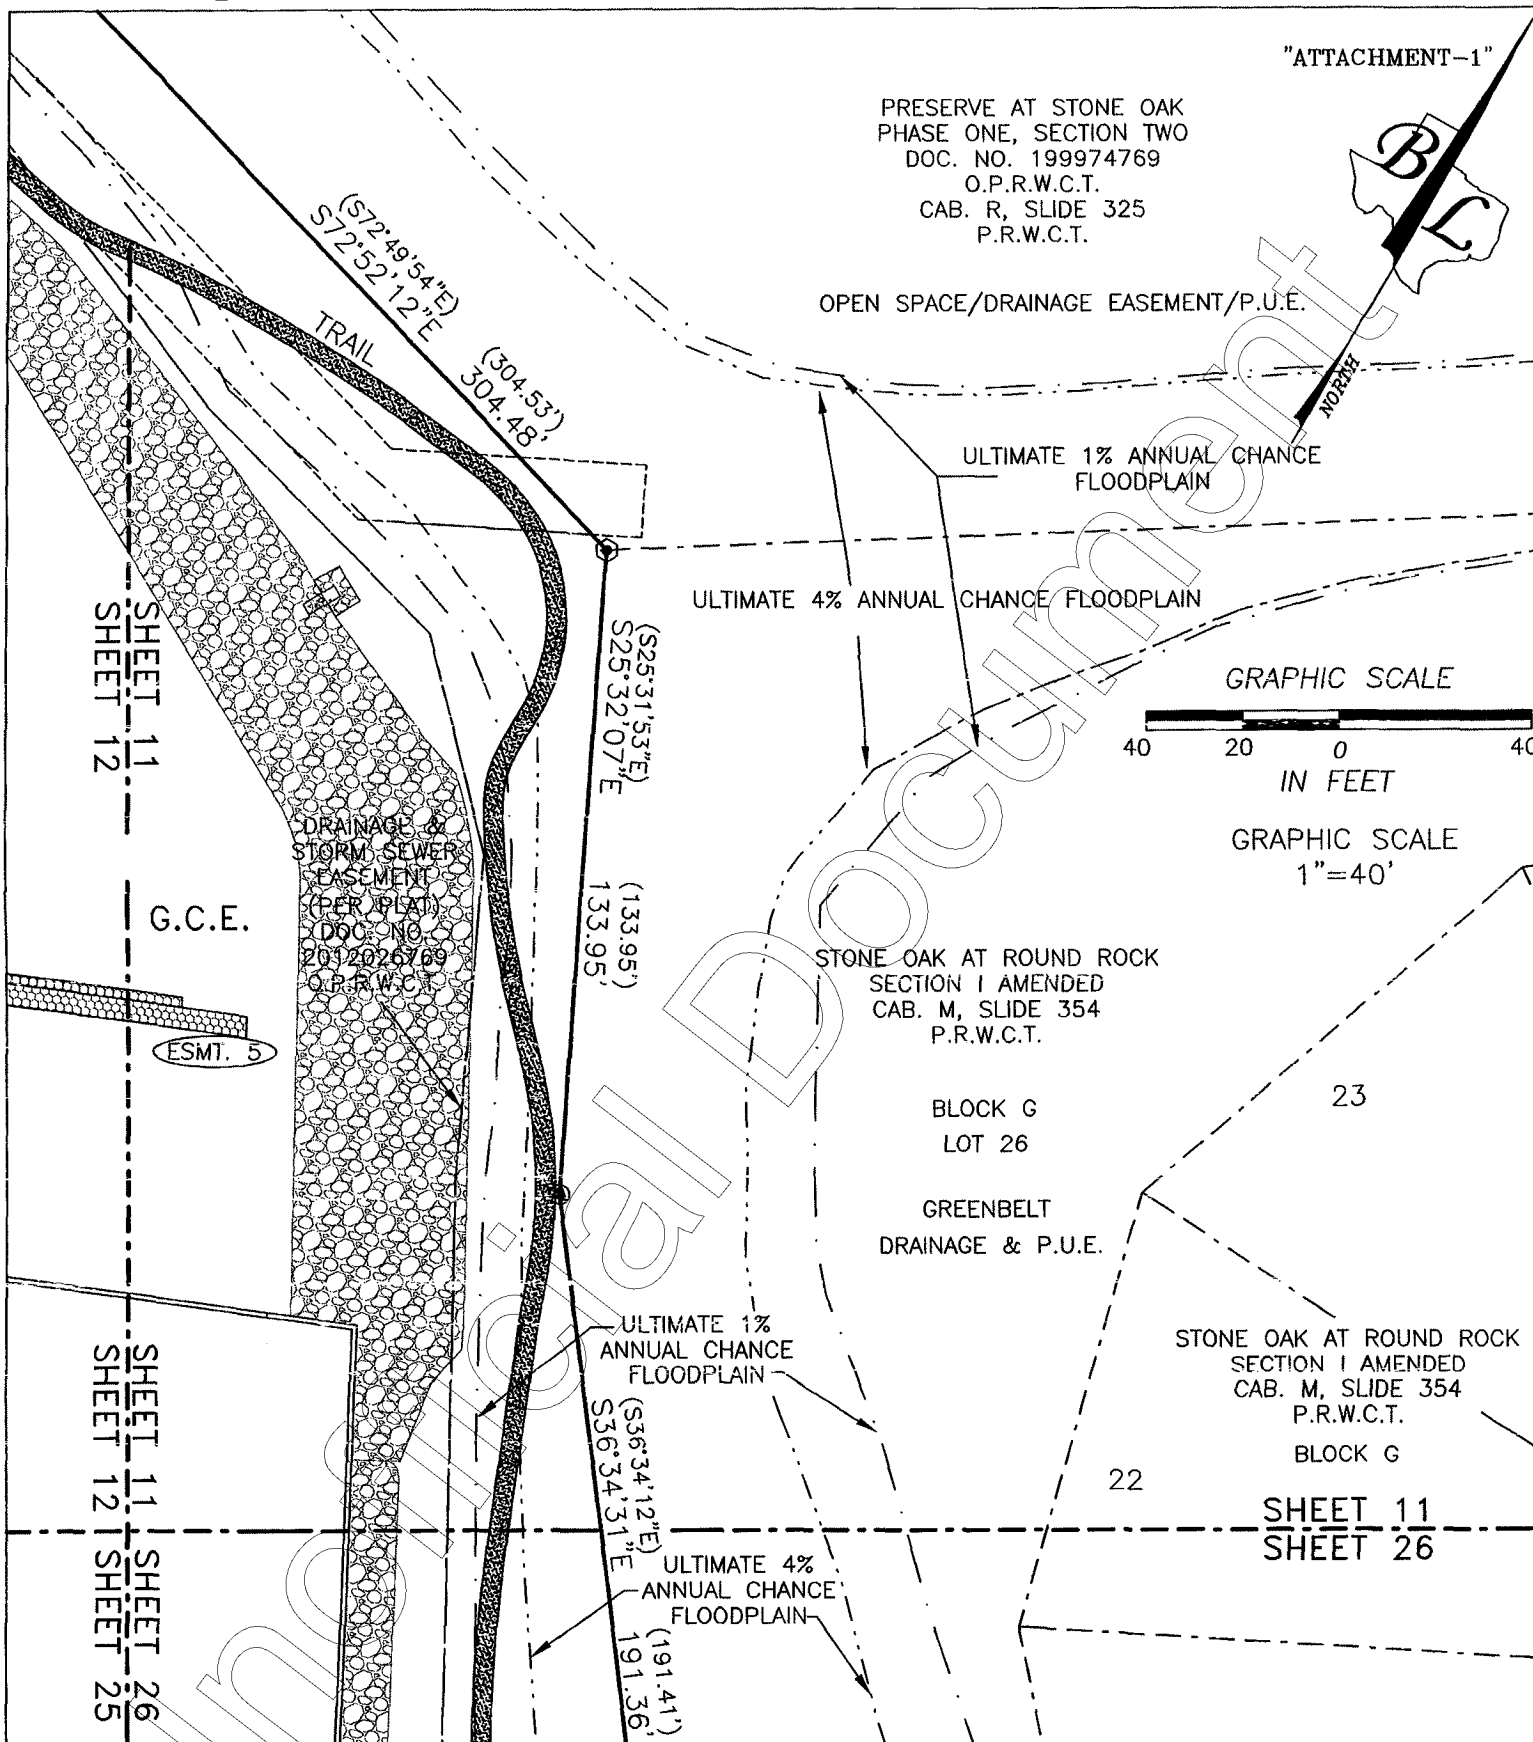 "ATTACHMENT-1"
PRESERVE AT STONE OAK
PHASE ONE, SECTION TWO
DOC. NO. 199974769
O.P.R.W.C.T.
CAB. R, SLIDE 325
P.R.W.C.T.
OPEN SPACE/DRAINAGE EASEMENT/P.U.E.
B
L
NORTH
(S72°49'54"E)
S72°52'12"E
(304.53')
304.48'
TRAIL
ULTIMATE 1% ANNUAL CHANCE
FLOODPLAIN
ULTIMATE 4% ANNUAL CHANCE FLOODPLAIN
SHEET 11
SHEET 12
(S25°31'53"E)
S25°32'07"E
(133.95')
133.95'
GRAPHIC SCALE
40 20 0 40
IN FEET
GRAPHIC SCALE
1"=40'
DRAINAGE &
STORM SEWER
EASEMENT
(PER PLAT)
DOC. NO.
2012026769
O.P.R.W.C.T.
G.C.E.
ESMT. 5
STONE OAK AT ROUND ROCK
SECTION I AMENDED
CAB. M, SLIDE 354
P.R.W.C.T.
BLOCK G
LOT 26
GREENBELT
DRAINAGE & P.U.E.
23
ULTIMATE 1%
ANNUAL CHANCE
FLOODPLAIN
STONE OAK AT ROUND ROCK
SECTION I AMENDED
CAB. M, SLIDE 354
P.R.W.C.T.
BLOCK G
22
SHEET 11
SHEET 12
(S36°34'12"E)
S36°34'31"E
(191.41')
191.36'
SHEET 11
SHEET 26
ULTIMATE 4%
ANNUAL CHANCE
FLOODPLAIN
SHEET 26
SHEET 25
Unofficial Document